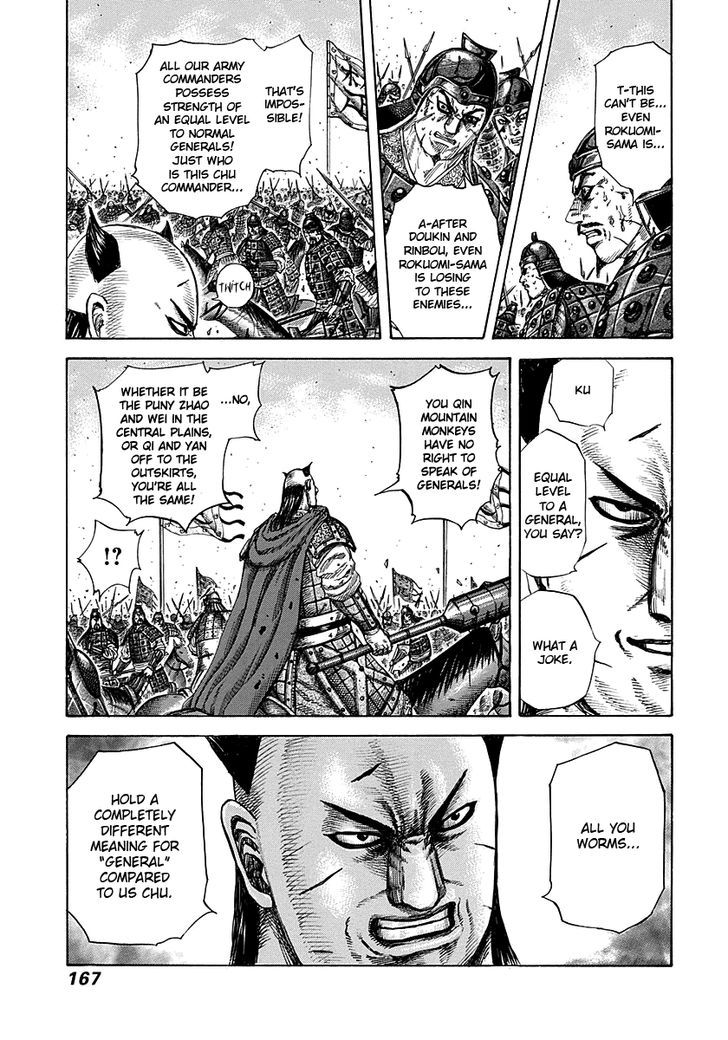 T-THIS
CAN'T BE...
EVEN
ROKUOMI-
SAMA IS...
A-AFTER
DOUKIN AND
RINBOU, EVEN
ROKUOMI-SAMA
IS LOSING
TO THESE
ENEMIES...
THAT'S
IMPOS-
SIBLE!
ALL OUR ARMY
COMMANDERS
POSSESS
STRENGTH OF
AN EQUAL LEVEL
TO NORMAL
GENERALS!
JUST WHO
IS THIS CHU
COMMANDER...
TWITCH
KU
EQUAL
LEVEL
TO A
GENERAL,
YOU SAY?
WHAT A
JOKE.
YOU QIN
MOUNTAIN
MONKEYS
HAVE NO
RIGHT TO
SPEAK OF
GENERALS!
...NO,
WHETHER IT BE
THE PUNY ZHAO
AND WEI IN THE
CENTRAL PLAINS,
OR QI AND YAN
OFF TO THE
OUTSKIRTS,
YOU'RE ALL
THE SAME!
!?
ALL YOU
WORMS...
HOLD A
COMPLETELY
DIFFERENT
MEANING FOR
"GENERAL"
COMPARED
TO US CHU.
167